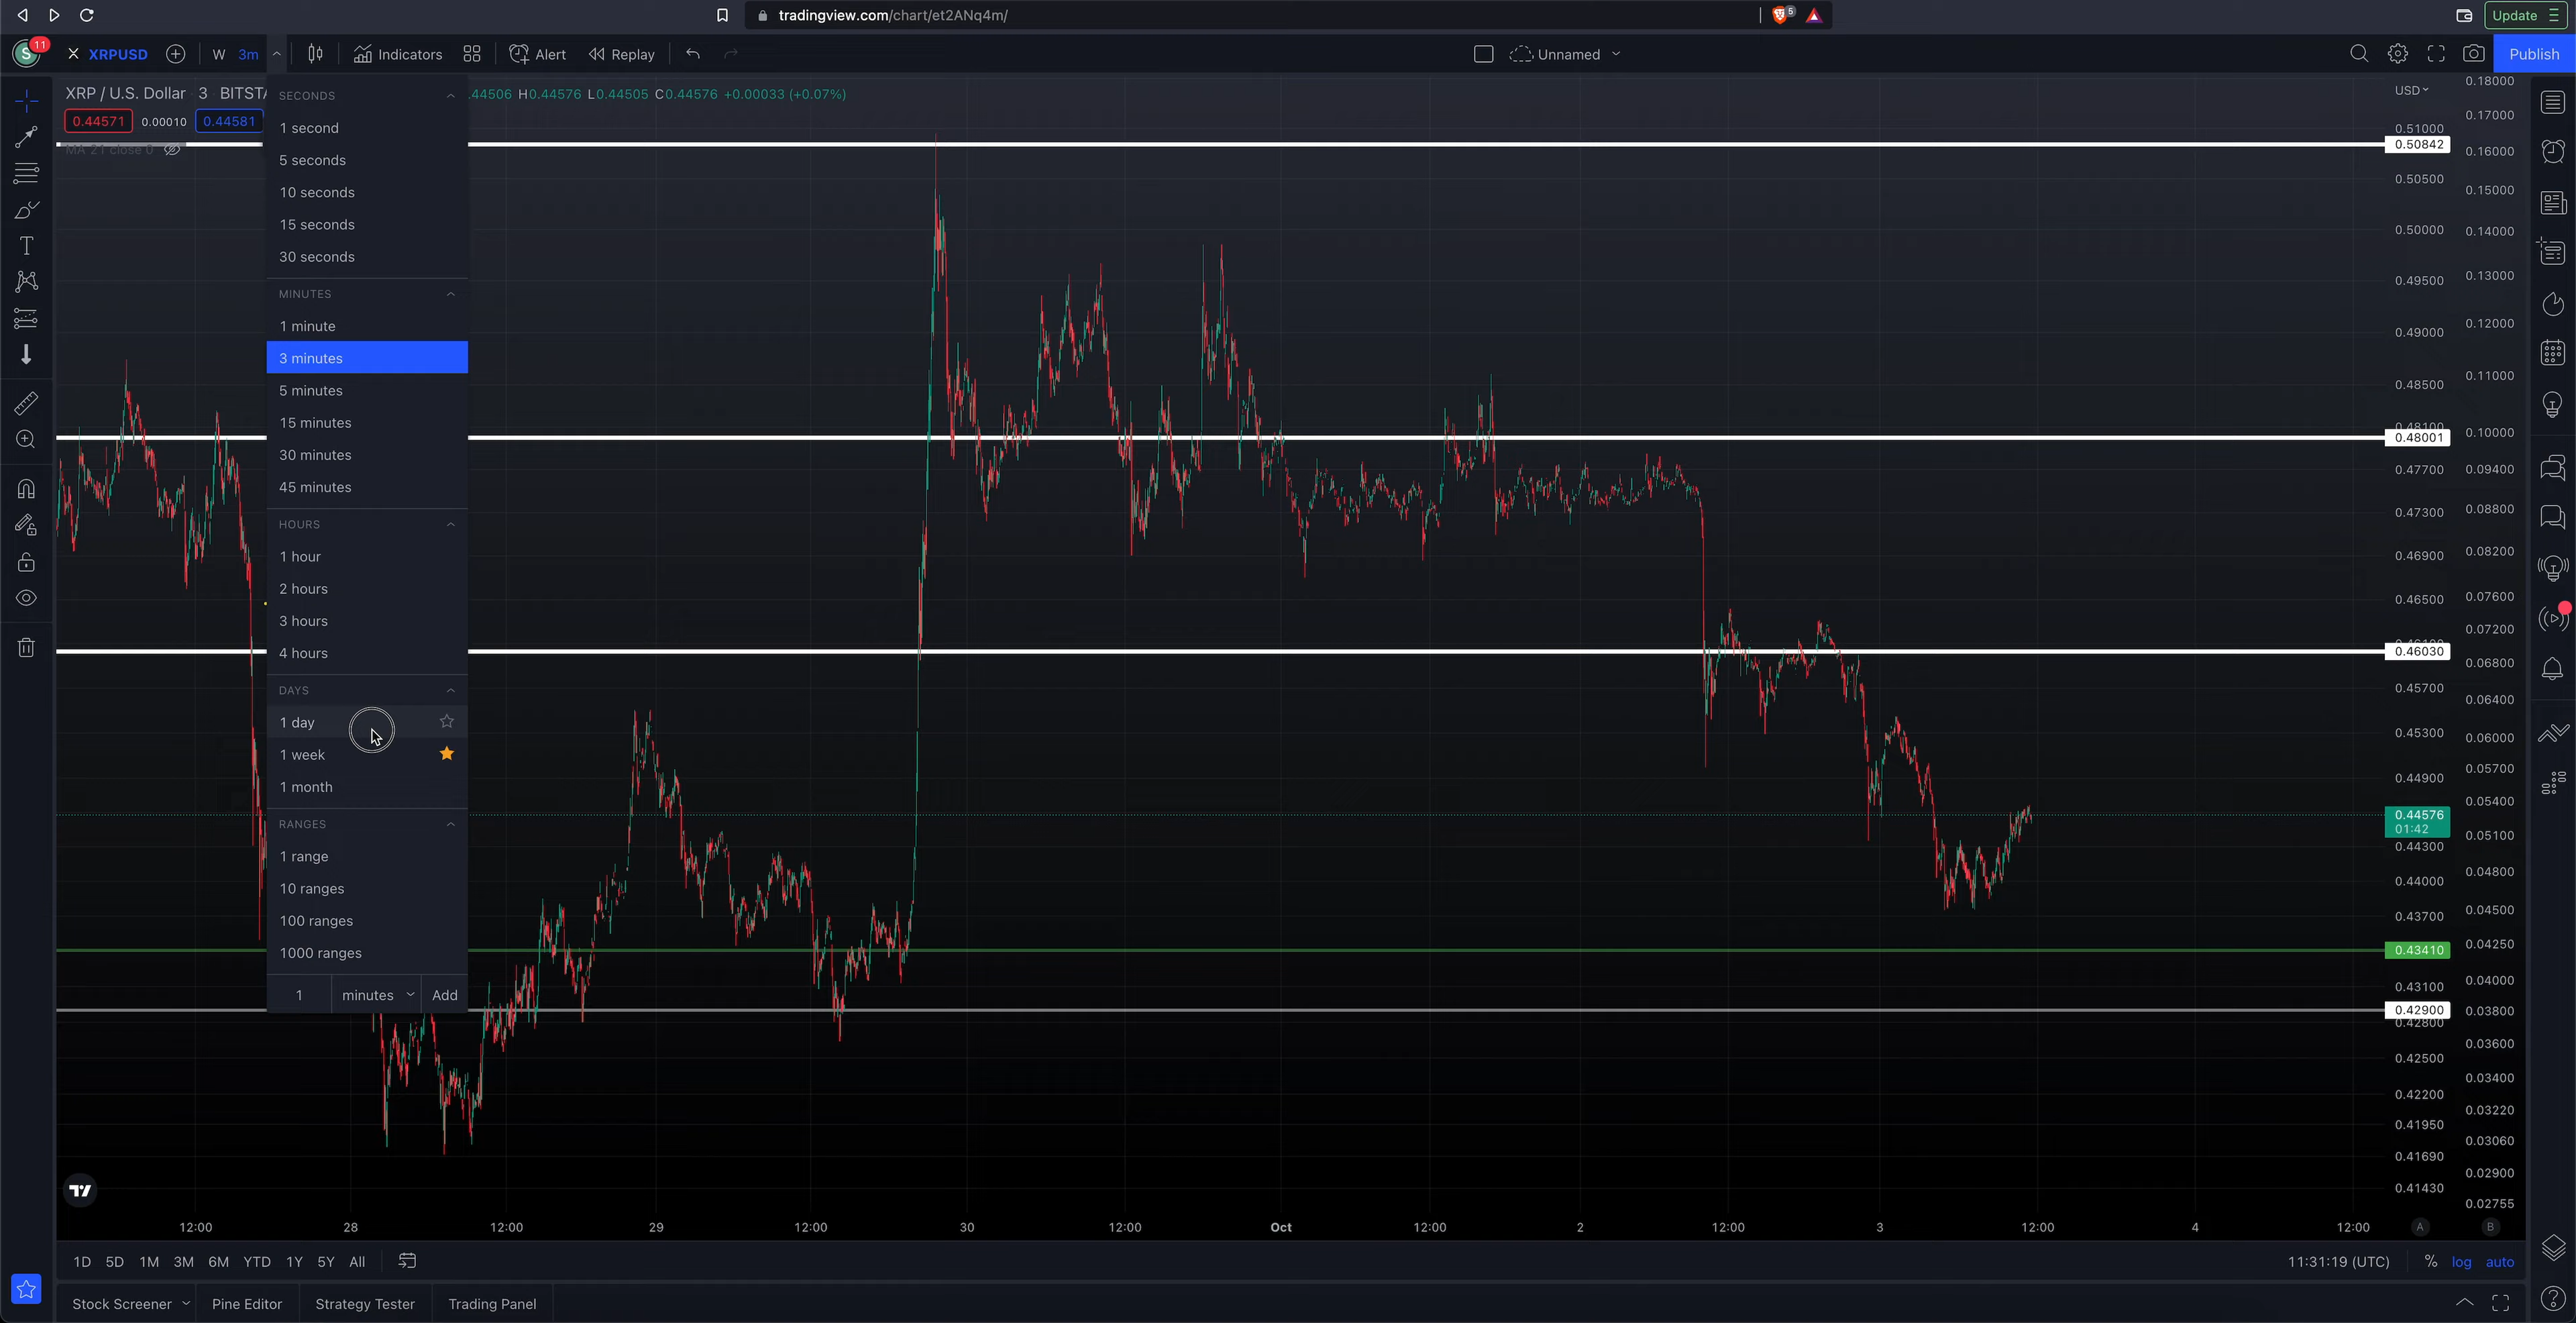 tradingview.com/chart/et2ANq4m/
5
Update
S 11 XRPUSD W 3m Indicators Alert Replay Unnamed Publish
XRP / U.S. Dollar 3 BITSTA
.44506 H0.44576 L0.44505 C0.44576 +0.00033 (+0.07%)
0.44571 0.00010 0.44581
MA 21 close 0
SECONDS
1 second
5 seconds
10 seconds
15 seconds
30 seconds
MINUTES
1 minute
3 minutes
5 minutes
15 minutes
30 minutes
45 minutes
HOURS
1 hour
2 hours
3 hours
4 hours
DAYS
1 day
1 week
1 month
RANGES
1 range
10 ranges
100 ranges
1000 ranges
1 minutes Add
USD
0.51000
0.50842
0.50500
0.50000
0.49500
0.49000
0.48500
0.48001
0.47700
0.47300
0.46900
0.46500
0.46030
0.45700
0.45300
0.44900
0.44576
01:42
0.44300
0.44000
0.43700
0.43410
0.43100
0.42900
0.42800
0.42500
0.42200
0.41950
0.41690
0.41430
0.18000
0.17000
0.16000
0.15000
0.14000
0.13000
0.12000
0.11000
0.10000
0.09400
0.08800
0.08200
0.07600
0.07200
0.06800
0.06400
0.06000
0.05700
0.05400
0.05100
0.04800
0.04500
0.04250
0.04000
0.03800
0.03600
0.03400
0.03220
0.03060
0.02900
0.02755
12:00 28 12:00 29 12:00 30 12:00 Oct 12:00 2 12:00 3 12:00 4 12:00 A B
1D 5D 1M 3M 6M YTD 1Y 5Y All 11:31:19 (UTC) % log auto
Stock Screener Pine Editor Strategy Tester Trading Panel